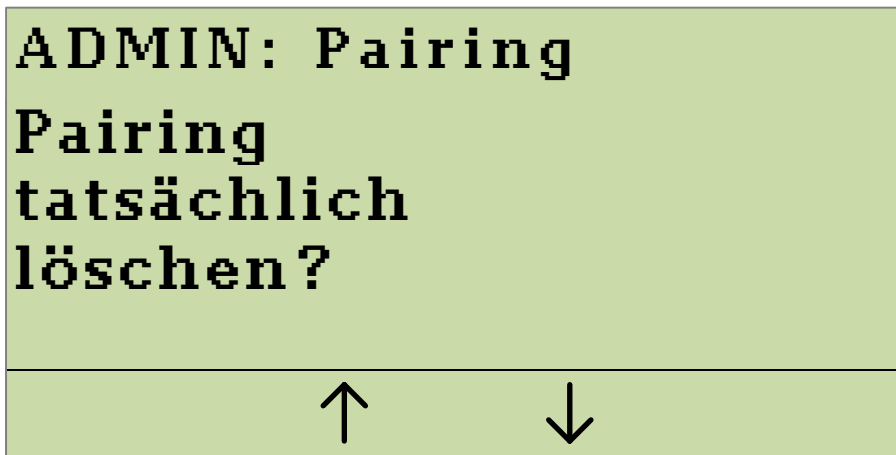 ADMIN: Pairing
Pairing
tatsächlich
löschen?
↑ ↓